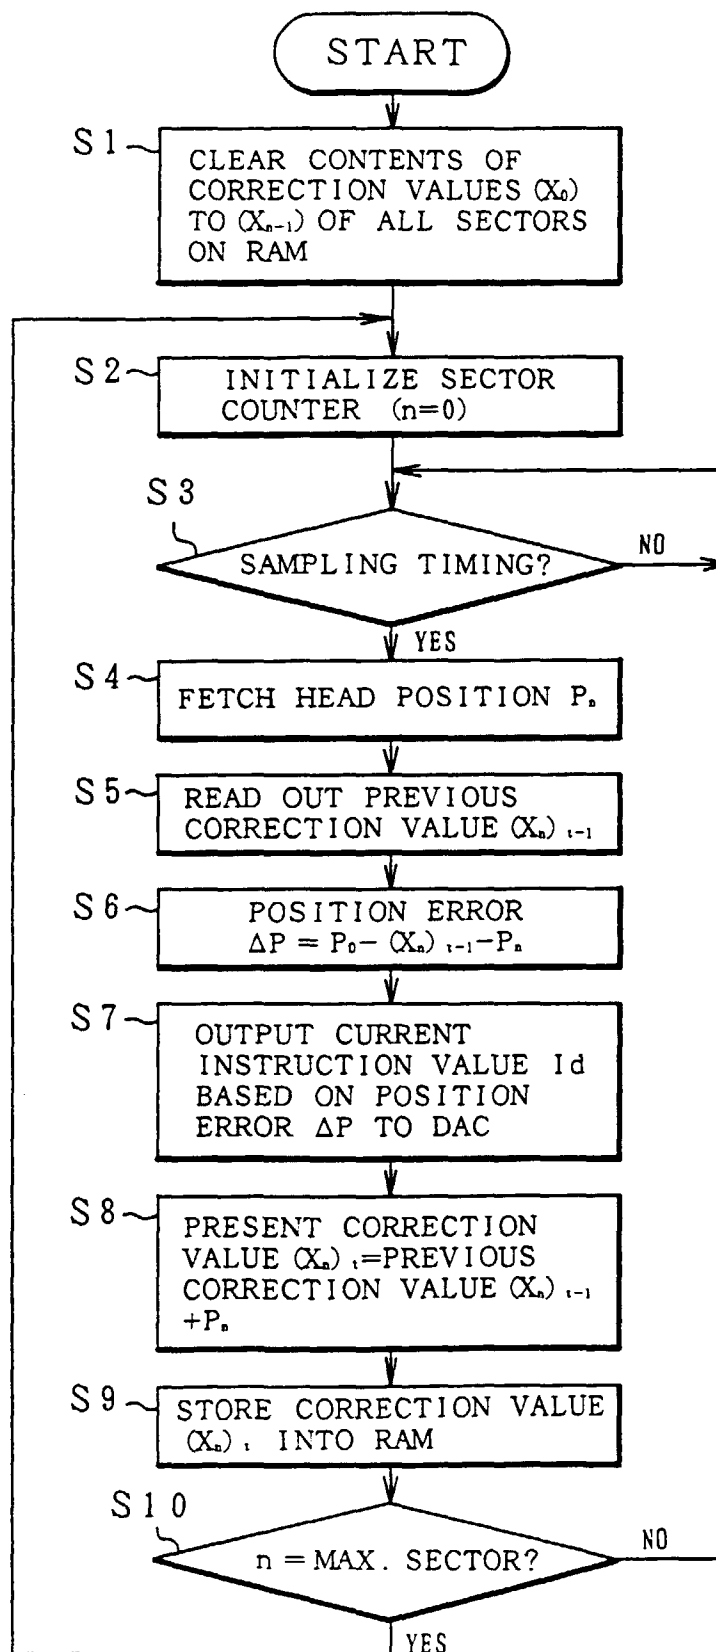 START
S1
CLEAR CONTENTS OF
CORRECTION VALUES (X₀)
TO (Xₙ₋₁) OF ALL SECTORS
ON RAM
S2
INITIALIZE SECTOR
COUNTER (n=0)
S3
SAMPLING TIMING?
NO
YES
S4
FETCH HEAD POSITION Pₙ
S5
READ OUT PREVIOUS
CORRECTION VALUE (Xₙ)ₜ₋₁
S6
POSITION ERROR
ΔP = P₀ − (Xₙ)ₜ₋₁ − Pₙ
S7
OUTPUT CURRENT
INSTRUCTION VALUE Id
BASED ON POSITION
ERROR ΔP TO DAC
S8
PRESENT CORRECTION
VALUE (Xₙ)ₜ=PREVIOUS
CORRECTION VALUE (Xₙ)ₜ₋₁
+Pₙ
S9
STORE CORRECTION VALUE
(Xₙ)ₜ INTO RAM
S10
n = MAX. SECTOR?
NO
YES